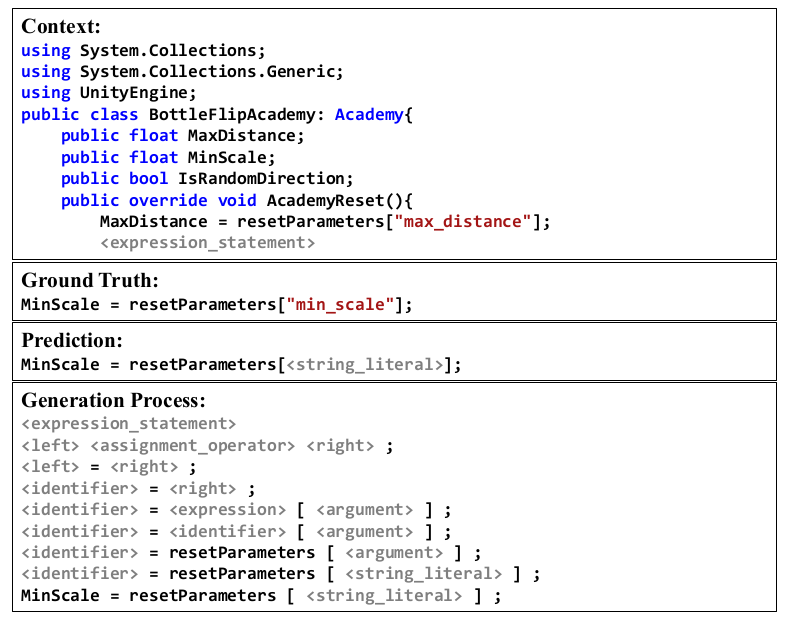 Context:
using System.Collections;
using System.Collections.Generic;
using UnityEngine;
public class BottleFlipAcademy: Academy{
    public float MaxDistance;
    public float MinScale;
    public bool IsRandomDirection;
    public override void AcademyReset(){
        MaxDistance = resetParameters["max_distance"];
        <expression_statement>
Ground Truth:
MinScale = resetParameters["min_scale"];
Prediction:
MinScale = resetParameters[<string_literal>];
Generation Process:
<expression_statement>
<left> <assignment_operator> <right> ;
<left> = <right> ;
<identifier> = <right> ;
<identifier> = <expression> [ <argument> ] ;
<identifier> = <identifier> [ <argument> ] ;
<identifier> = resetParameters [ <argument> ] ;
<identifier> = resetParameters [ <string_literal> ] ;
MinScale = resetParameters [ <string_literal> ] ;